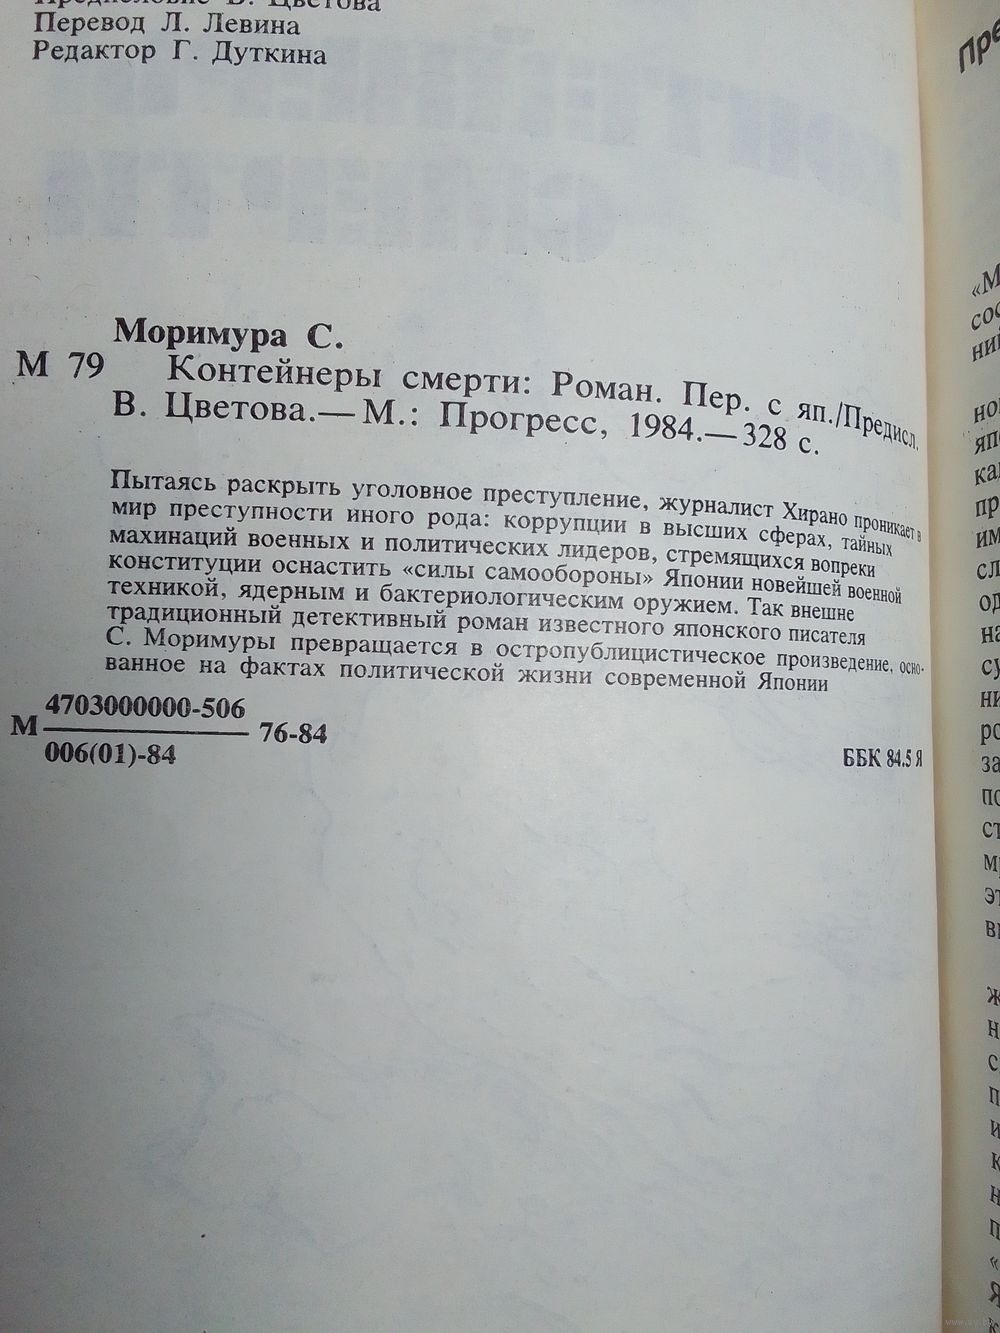 Предисловие В. Цветова
Перевод Л. Левина
Редактор Г. Дуткина
Моримура С.
М 79 Контейнеры смерти: Роман. Пер. с яп./Предисл.
В. Цветова.— М.: Прогресс, 1984.— 328 с.
Пытаясь раскрыть уголовное преступление, журналист Хирано проникает в
мир преступности иного рода: коррупции в высших сферах, тайных
махинаций военных и политических лидеров, стремящихся вопреки
конституции оснастить «силы самообороны» Японии новейшей военной
техникой, ядерным и бактериологическим оружием. Так внешне
традиционный детективный роман известного японского писателя
С. Моримуры превращается в остропублицистическое произведение, осно-
ванное на фактах политической жизни современной Японии
М 4703000000-506 76-84
006(01)-84
ББК 84.5 Я